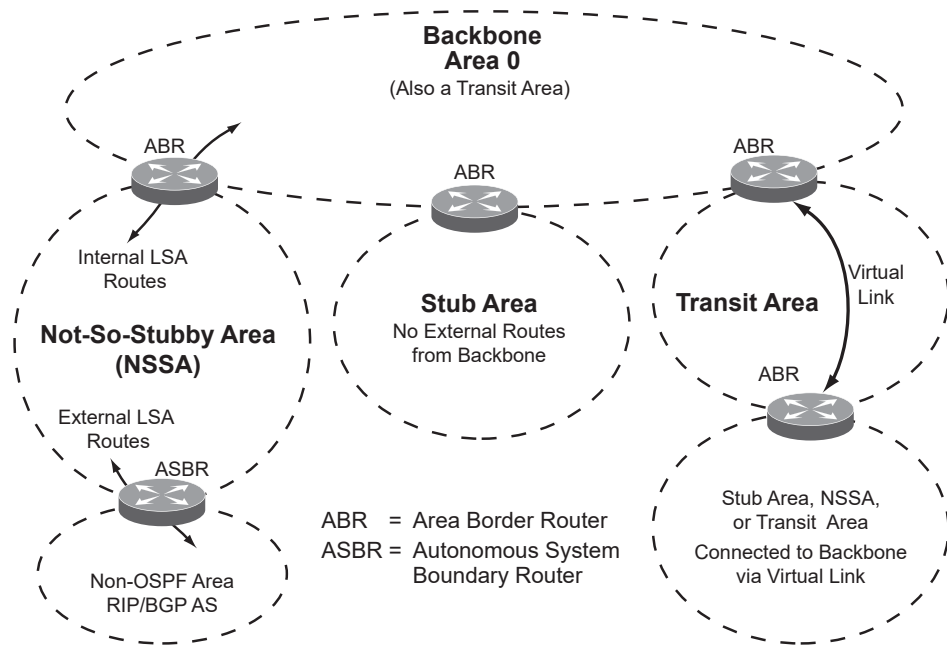 Backbone
Area 0
(Also a Transit Area)
ABR
ABR
ABR
Internal LSA
Routes
Not-So-Stubby Area
(NSSA)
External LSA
Routes
ASBR
Non-OSPF Area
RIP/BGP AS
Stub Area
No External Routes
from Backbone
Transit Area
Virtual
Link
ABR
Stub Area, NSSA,
or Transit Area
Connected to Backbone
via Virtual Link
ABR = Area Border Router
ASBR = Autonomous System
Boundary Router